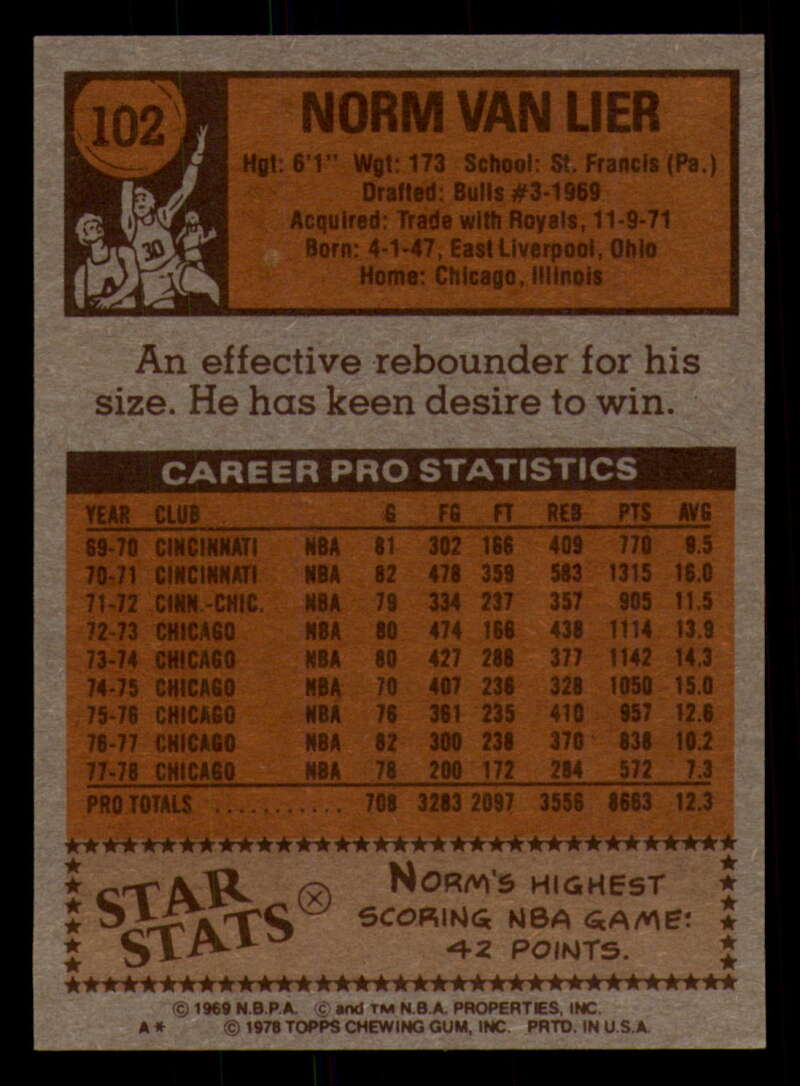 102
NORM VAN LIER
Hgt: 6'1" Wgt: 173 School: St. Francis (Pa.)
Drafted: Bulls #3-1969
Acquired: Trade with Royals, 11-9-71
Born: 4-1-47, East Liverpool, Ohio
Home: Chicago, Illinois
30
4
An effective rebounder for his
size. He has keen desire to win.
CAREER PRO STATISTICS
YEAR CLUB G FG FT REB PTS AVG
69-70 CINCINNATI NBA 81 302 166 409 770 9.5
70-71 CINCINNATI NBA 82 478 359 583 1315 16.0
71-72 CINN.-CHIC. NBA 79 334 237 357 905 11.5
72-73 CHICAGO NBA 80 474 166 438 1114 13.9
73-74 CHICAGO NBA 80 427 288 377 1142 14.3
74-75 CHICAGO NBA 70 407 236 328 1050 15.0
75-76 CHICAGO NBA 76 361 235 410 957 12.6
76-77 CHICAGO NBA 82 300 238 370 838 10.2
77-78 CHICAGO NBA 78 200 172 284 572 7.3
PRO TOTALS ............ 708 3283 2097 3556 8663 12.3
STAR
STATS
NORM'S HIGHEST
SCORING NBA GAME:
42 POINTS.
© 1969 N.B.P.A. © and TM N.B.A. PROPERTIES, INC.
A* © 1978 TOPPS CHEWING GUM, INC. PRTD. IN U.S.A.